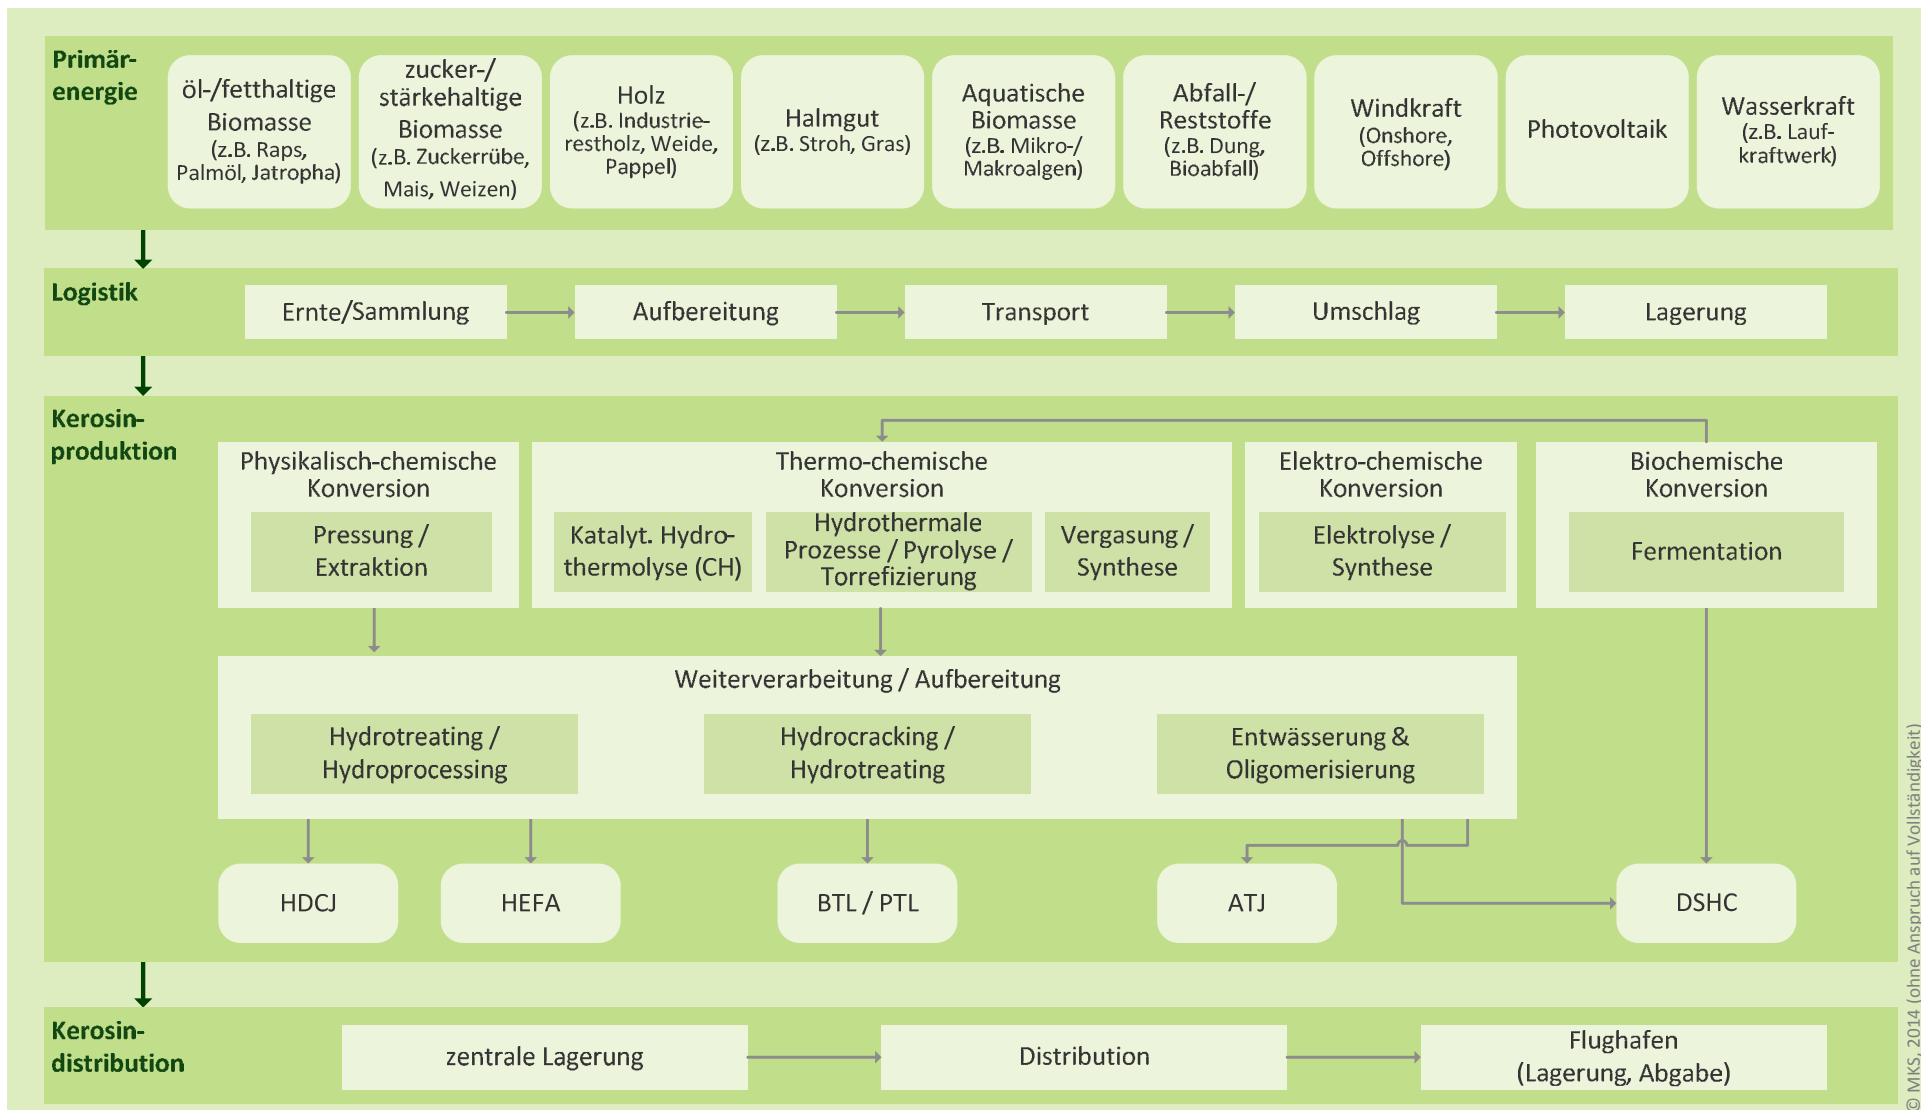 Primär-
energie
öl-/fetthaltige
Biomasse
(z.B. Raps,
Palmöl, Jatropha)
zucker-/
stärkehaltige
Biomasse
(z.B. Zuckerrübe,
Mais, Weizen)
Holz
(z.B. Industrie-
restholz, Weide,
Pappel)
Halmgut
(z.B. Stroh, Gras)
Aquatische
Biomasse
(z.B. Mikro-/
Makroalgen)
Abfall-/
Reststoffe
(z.B. Dung,
Bioabfall)
Windkraft
(Onshore,
Offshore)
Photovoltaik
Wasserkraft
(z.B. Lauf-
kraftwerk)
Logistik
Ernte/Sammlung
Aufbereitung
Transport
Umschlag
Lagerung
Kerosin-
produktion
Physikalisch-chemische
Konversion
Pressung /
Extraktion
Thermo-chemische
Konversion
Katalyt. Hydro-
thermolyse (CH)
Hydrothermale
Prozesse / Pyrolyse /
Torrefizierung
Vergasung /
Synthese
Elektro-chemische
Konversion
Elektrolyse /
Synthese
Biochemische
Konversion
Fermentation
Weiterverarbeitung / Aufbereitung
Hydrotreating /
Hydroprocessing
Hydrocracking /
Hydrotreating
Entwässerung &
Oligomerisierung
HDCJ
HEFA
BTL / PTL
ATJ
DSHC
Kerosin-
distribution
zentrale Lagerung
Distribution
Flughafen
(Lagerung, Abgabe)
© MKS, 2014 (ohne Anspruch auf Vollständigkeit)